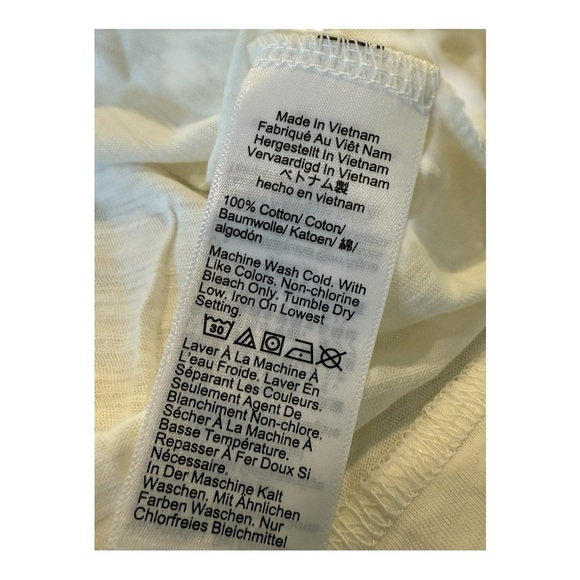 Made In Vietnam
Fabriqué Au Viêt Nam
Hergestellt In Vietnam
Vervaardigd In Vietnam
ベトナム製
hecho en vietnam
100% Cotton/ Coton/
Baumwolle/ Katoen/ 綿/
algodón
Machine Wash Cold. With
Like Colors. Non-chlorine
Bleach Only. Tumble Dry
Low. Iron On Lowest
Setting.
30
Laver À La Machine À
L'eau Froide. Laver En
Séparant Les Couleurs.
Seulement Agent De
Blanchiment Non-chlore.
Sécher À La Machine À
Basse Température.
Repasser À Fer Doux Si
Nécessaire.
In Der Maschine Kalt
Waschen. Mit Ähnlichen
Farben Waschen. Nur
Chlorfreies Bleichmittel